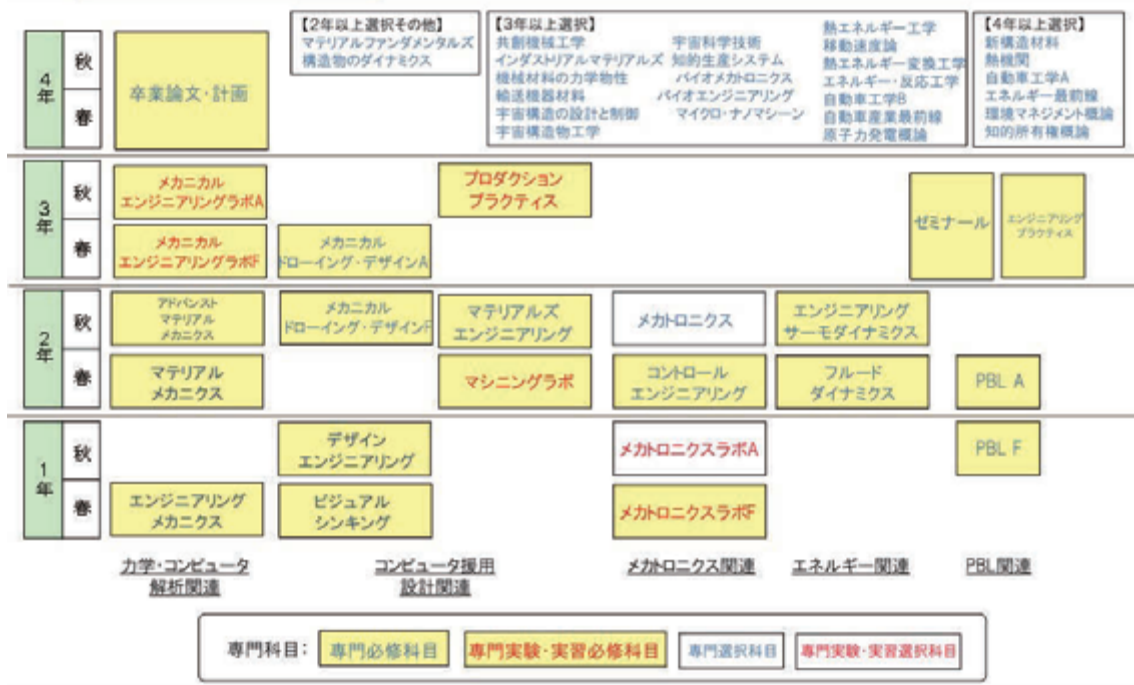 【2年以上選択その他】
マテリアルファンダメンタルズ
構造物のダイナミクス
【3年以上選択】
共創機械工学
インダストリアルマテリアルズ
機械材料の力学物性
輸送機器材料
宇宙構造の設計と制御
宇宙構造物工学
宇宙科学技術
知的生産システム
バイオメカトロニクス
バイオエンジニアリング
マイクロ・ナノマシーン
熱エネルギー工学
移動速度論
熱エネルギー変換工学
エネルギー・反応工学
自動車工学B
自動車産業最前線
原子力発電概論
【4年以上選択】
新構造材料
熱機関
自動車工学A
エネルギー最前線
環境マネジメント概論
知的所有権概論
4年
秋
春
卒業論文・計画
3年
秋
メカニカル
エンジニアリングラボA
プロダクション
プラクティス
ゼミナール
エンジニアリング
プラクティス
春
メカニカル
エンジニアリングラボF
メカニカル
ドローイング・デザインA
2年
秋
アドバンスト
マテリアル
メカニクス
メカニカル
ドローイング・デザインF
マテリアルズ
エンジニアリング
メカトロニクス
エンジニアリング
サーモダイナミクス
春
マテリアル
メカニクス
マシニングラボ
コントロール
エンジニアリング
フルード
ダイナミクス
PBL A
1年
秋
デザイン
エンジニアリング
メカトロニクスラボA
PBL F
春
エンジニアリング
メカニクス
ビジュアル
シンキング
メカトロニクスラボF
力学・コンピュータ
解析関連
コンピュータ援用
設計関連
メカトロニクス関連
エネルギー関連
PBL関連
専門科目：
専門必修科目
専門実験・実習必修科目
専門選択科目
専門実験・実習選択科目